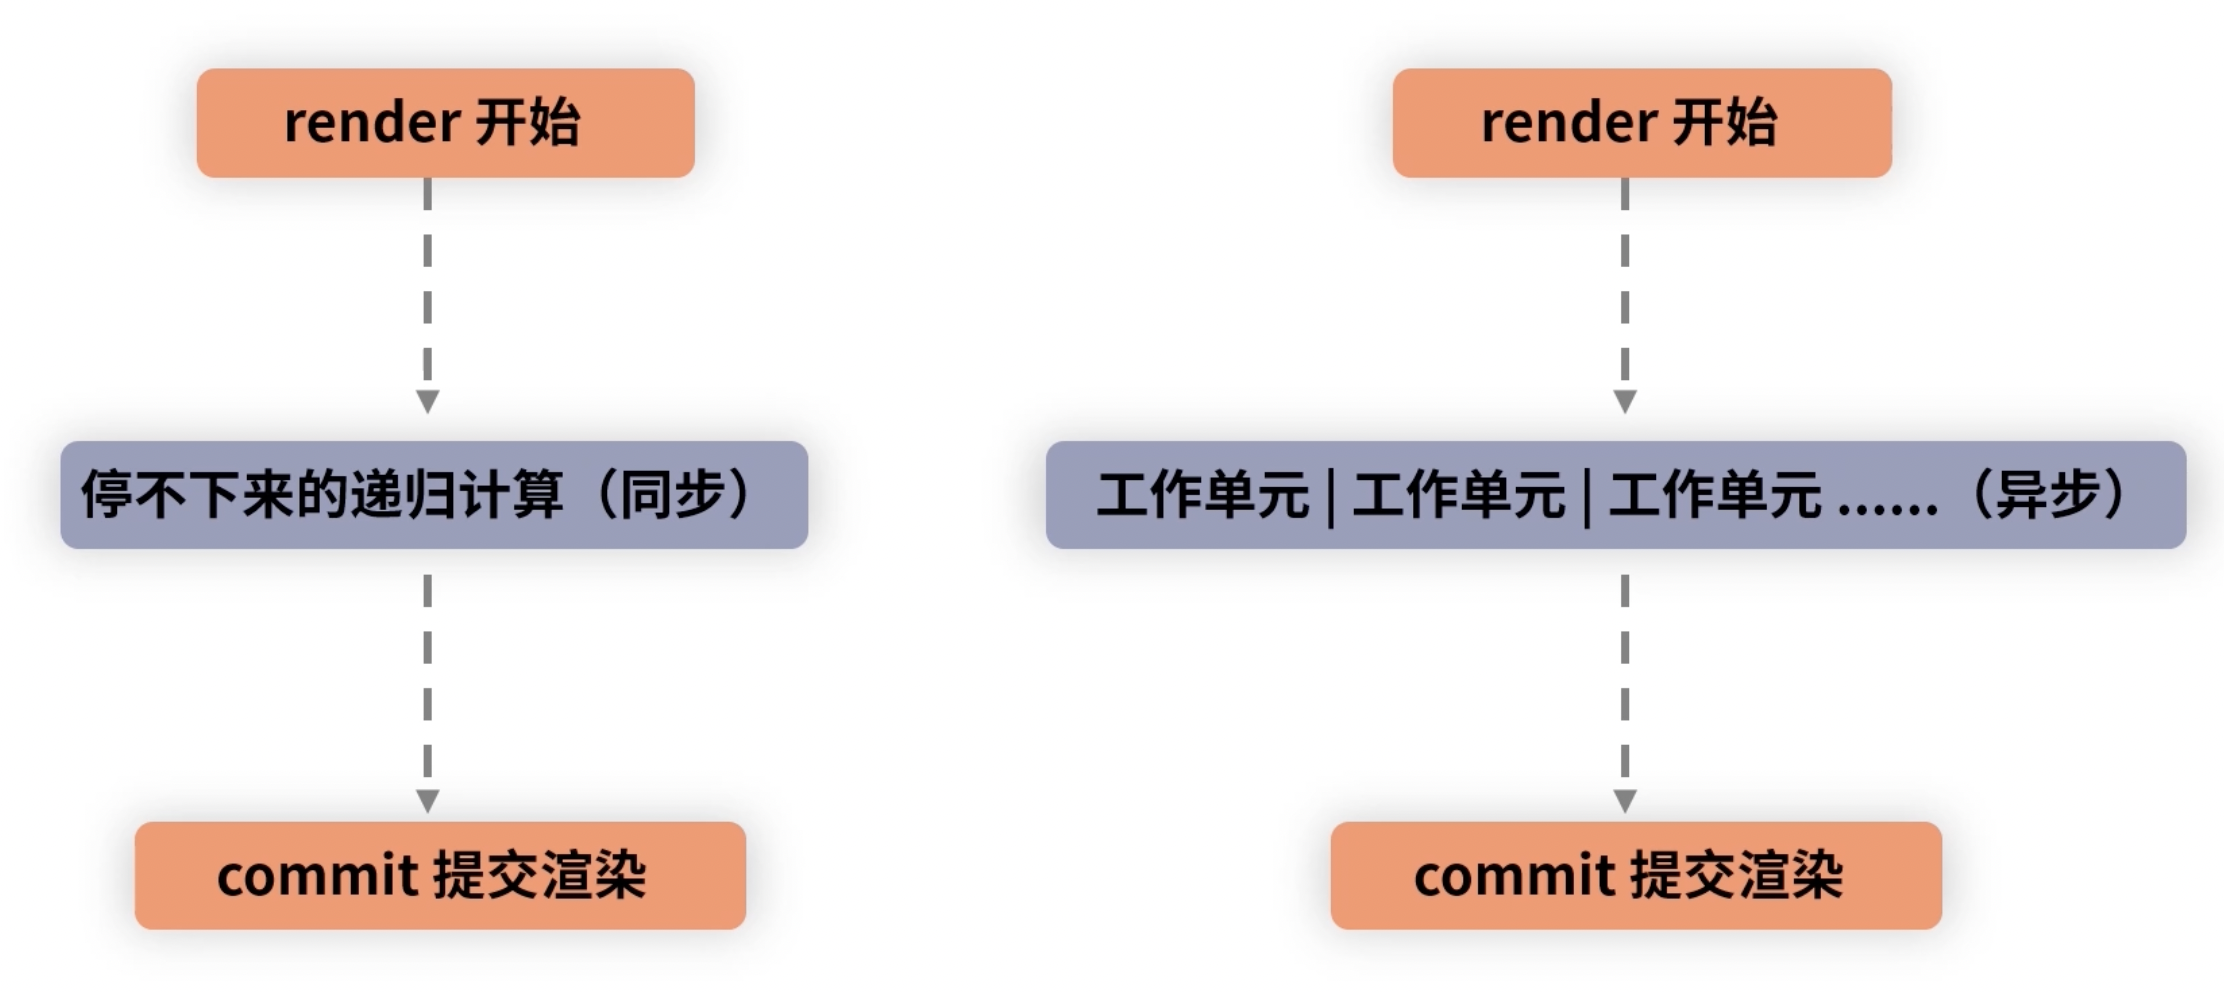 render 开始
停不下来的递归计算（同步）
commit 提交渲染
render 开始
工作单元 | 工作单元 | 工作单元 ......（异步）
commit 提交渲染